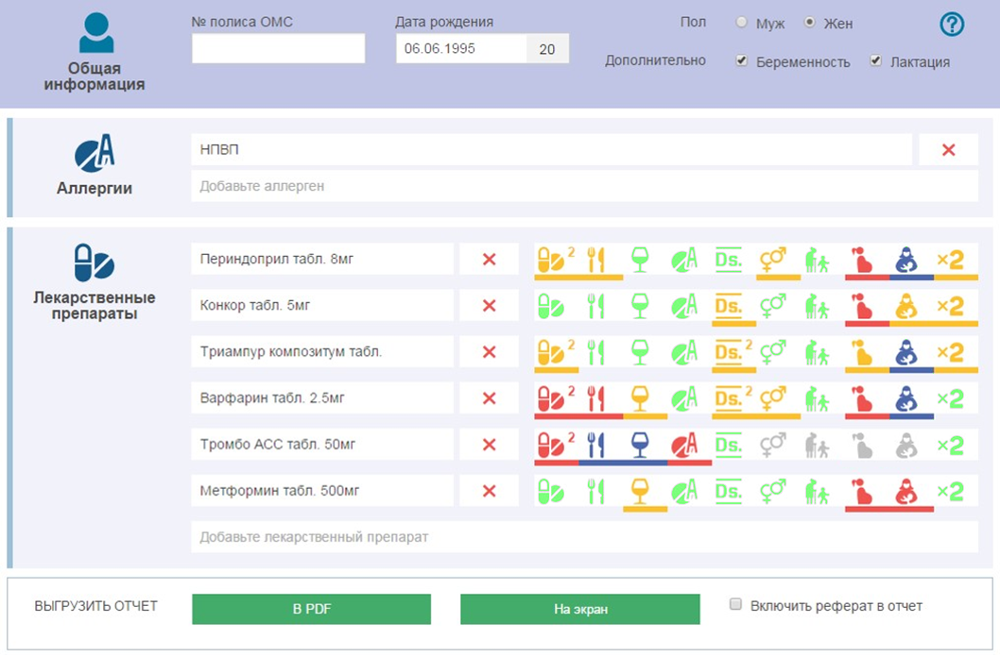 № полиса ОМС
Дата рождения
Пол
Муж
Жен
?
06.06.1995
20
Дополнительно
Беременность
Лактация
Общая
информация
А
Аллергии
НПВП
Добавьте аллерген
Лекарственные
препараты
Периндоприл табл. 8мг
2 A Ds. ×2
Конкор табл. 5мг
A Ds. ×2
Триампур композитум табл.
2 A Ds. 2 ×2
Варфарин табл. 2.5мг
2 A Ds. 2 ×2
Тромбо АСС табл. 50мг
2 A Ds. ×2
Метформин табл. 500мг
A Ds. ×2
Добавьте лекарственный препарат
ВЫГРУЗИТЬ ОТЧЕТ
В PDF
На экран
Включить реферат в отчет